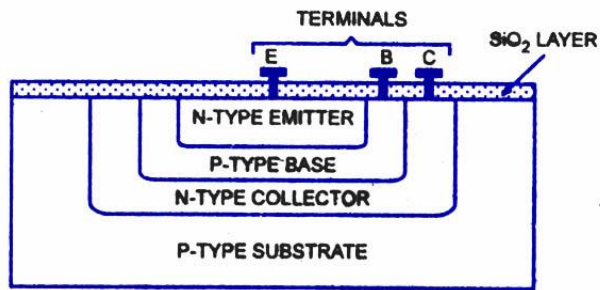 TERMINALS
SiO₂ LAYER
E B C
N-TYPE EMITTER
P-TYPE BASE
N-TYPE COLLECTOR
P-TYPE SUBSTRATE